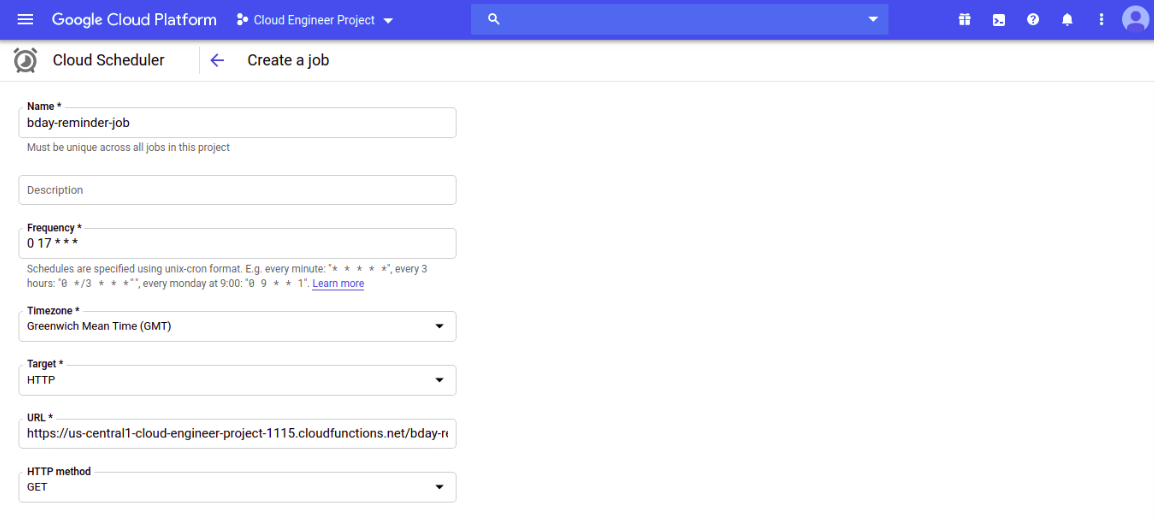 Google Cloud Platform
Cloud Engineer Project
Cloud Scheduler
Create a job
Name *
bday-reminder-job
Must be unique across all jobs in this project
Description
Frequency *
0 17 * * *
Schedules are specified using unix-cron format. E.g. every minute: "* * * * *", every 3
hours: "0 */3 * * *"", every monday at 9:00: "0 9 * * 1". Learn more
Timezone *
Greenwich Mean Time (GMT)
Target *
HTTP
URL *
https://us-central1-cloud-engineer-project-1115.cloudfunctions.net/bday-re
HTTP method
GET